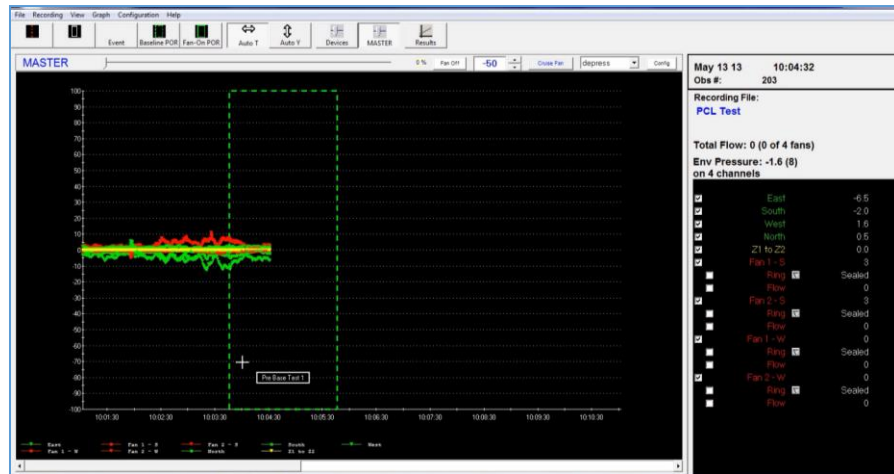 File Recording View Graph Configuration Help
Event Baseline POR Fan-On POR Auto T Auto Y Devices MASTER Results
MASTER 0 % Fan Off -50 Cruise Fan depress Config
May 13 13 10:04:32
Obs #: 203
Recording File:
PCL Test
Total Flow: 0 (0 of 4 fans)
Env Pressure: -1.6 (8)
on 4 channels
East -6.5
South -2.0
West 1.6
North 0.5
Z1 to Z2 0.0
Fan 1 - S 3
Ring Sealed
Flow 0
Fan 2 - S 3
Ring Sealed
Flow 0
Fan 1 - W 0
Ring Sealed
Flow 0
Fan 2 - W 0
Ring Sealed
Flow 0
100
90
80
70
60
50
40
30
20
10
0
-10
-20
-30
-40
-50
-60
-70
-80
-90
-100
Pre Base Test 1
10:01:30 10:02:30 10:03:30 10:04:30 10:05:30 10:06:30 10:07:30 10:08:30 10:09:30 10:10:30
East Fan 1 - S Fan 2 - S South West
Fan 1 - W Fan 2 - W North Z1 to Z2